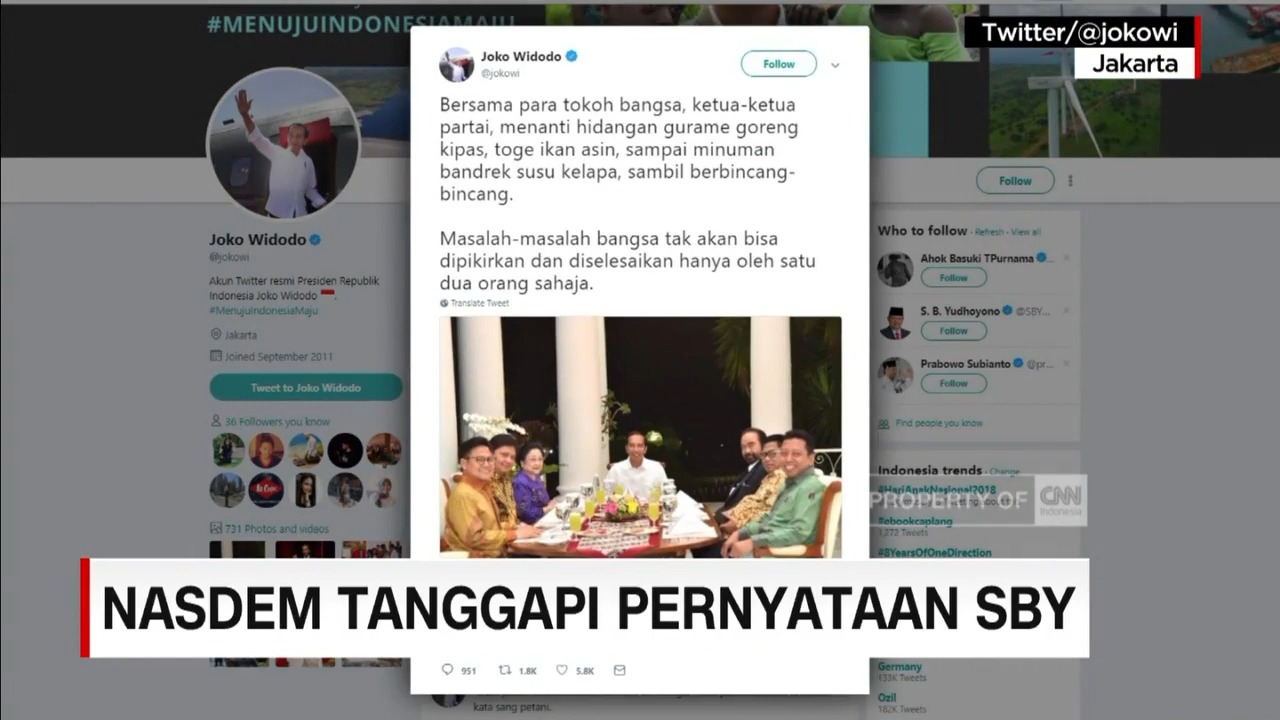 #MENUJUINDONESIAMAJU
Twitter/@jokowi
Jakarta
Joko Widodo
@jokowi
Follow
Bersama para tokoh bangsa, ketua-ketua
partai, menanti hidangan gurame goreng
kipas, toge ikan asin, sampai minuman
bandrek susu kelapa, sambil berbincang-
bincang.
Masalah-masalah bangsa tak akan bisa
dipikirkan dan diselesaikan hanya oleh satu
dua orang sahaja.
Translate Tweet
Joko Widodo
@jokowi
Akun Twitter resmi Presiden Republik
Indonesia Joko Widodo
#MenujuIndonesiaMaju
Jakarta
Joined September 2011
Tweet to Joko Widodo
36 Followers you know
731 Photos and videos
Follow
Who to follow · Refresh · View all
Ahok Basuki TPurnama
Follow
S. B. Yudhoyono @SBY...
Follow
Prabowo Subianto @pr...
Follow
Find people you know
Indonesia trends · Change
#HariAnakNasional2018
PROPERTY OF CNN Indonesia
#ebookcaplang
1,272 Tweets
#8YearsOfOneDirection
NASDEM TANGGAPI PERNYATAAN SBY
951 1.8K 5.8K
Germany
133K Tweets
Ozil
182K Tweets
kata sang petani.